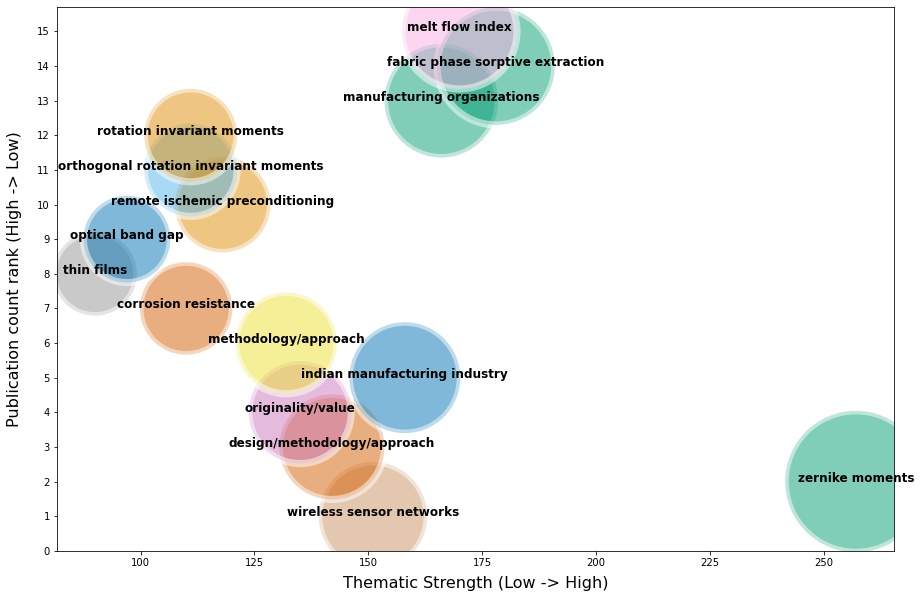 15
melt flow index
14
fabric phase sorptive extraction
13
manufacturing organizations
12
rotation invariant moments
11
orthogonal rotation invariant moments
10
remote ischemic preconditioning
9
optical band gap
8
thin films
7
corrosion resistance
6
methodology/approach
5
indian manufacturing industry
4
originality/value
3
design/methodology/approach
2
zernike moments
1
wireless sensor networks
0
Publication count rank (High -> Low)
100 125 150 175 200 225 250
Thematic Strength (Low -> High)